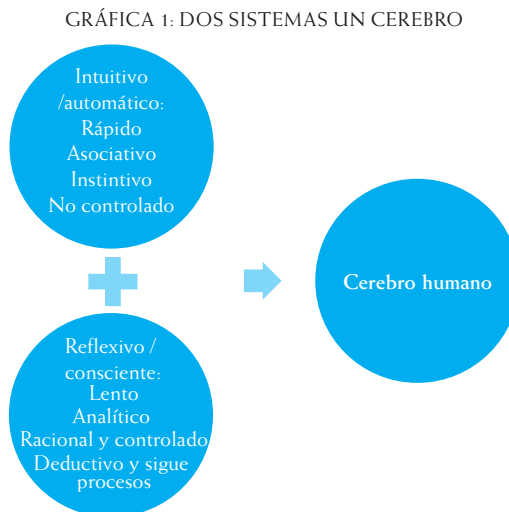 GRÁFICA 1: DOS SISTEMAS UN CEREBRO
Intuitivo
/automático:
Rápido
Asociativo
Instintivo
No controlado
Cerebro humano
Reflexivo /
consciente:
Lento
Analítico
Racional y controlado
Deductivo y sigue
procesos